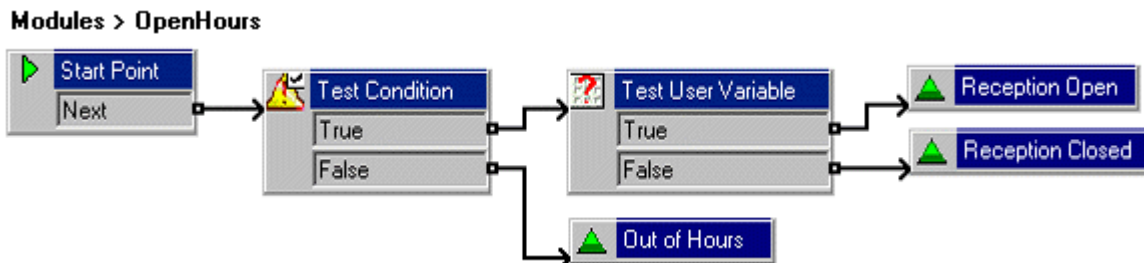 Modules > OpenHours
Start Point
Next
Test Condition
True
False
Test User Variable
True
False
Reception Open
Reception Closed
Out of Hours